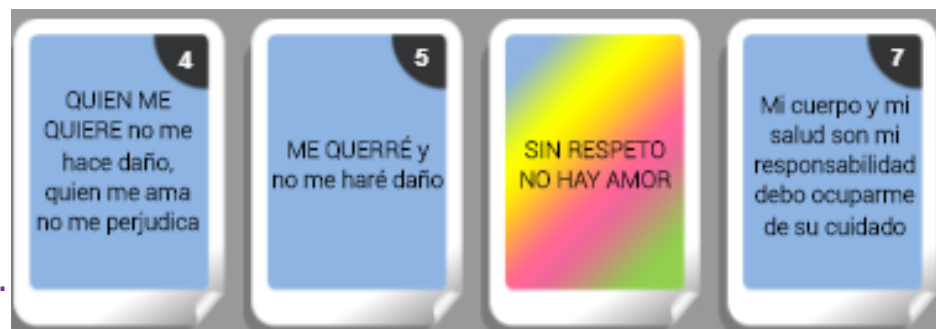 4
QUIEN ME
QUIERE no me
hace daño,
quien me ama
no me perjudica
5
ME QUERRÉ y
no me haré daño
SIN RESPETO
NO HAY AMOR
7
Mi cuerpo y mi
salud son mi
responsabilidad
debo ocuparme
de su cuidado